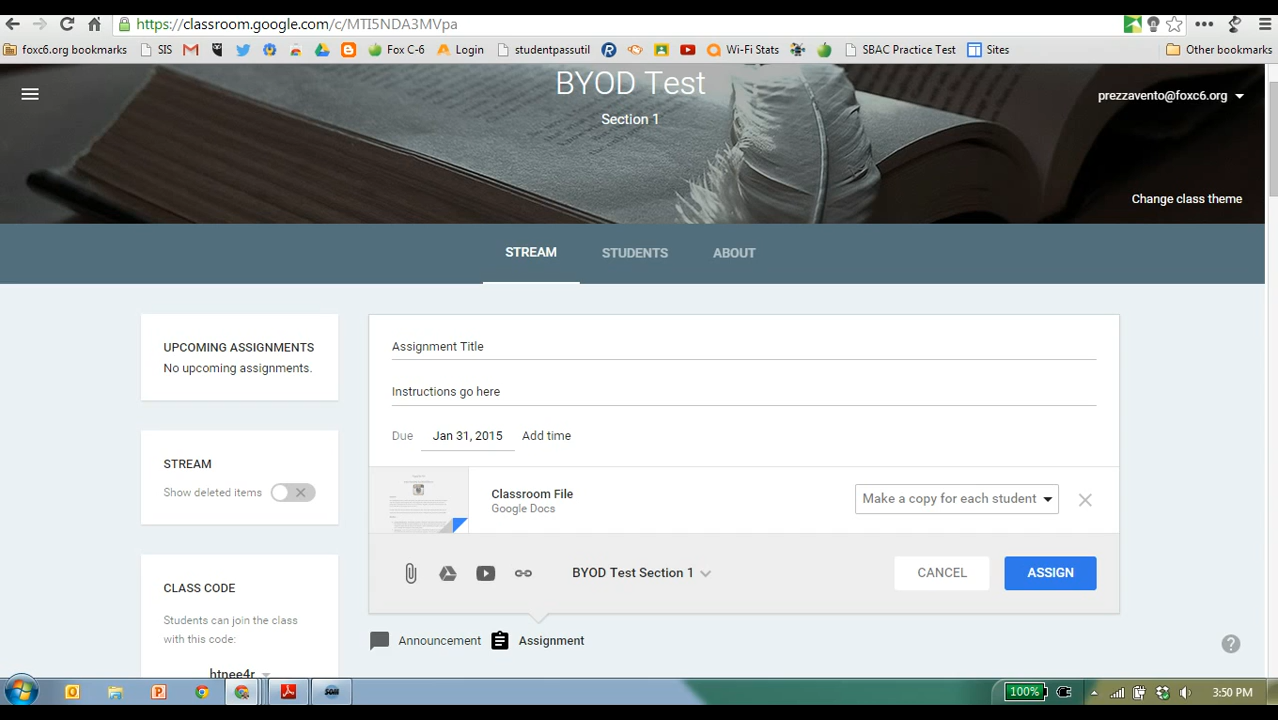 https://classroom.google.com/c/MTI5NDA3MVpa
foxc6.org bookmarks SIS Fox C-6 Login studentpassutil Wi-Fi Stats SBAC Practice Test Sites Other bookmarks
BYOD Test
prezzavento@foxc6.org
Section 1
Change class theme
STREAM STUDENTS ABOUT
UPCOMING ASSIGNMENTS
No upcoming assignments.
STREAM
Show deleted items
CLASS CODE
Students can join the class
with this code:
htnee4r
Assignment Title
Instructions go here
Due Jan 31, 2015 Add time
Classroom File
Google Docs
Make a copy for each student
BYOD Test Section 1
CANCEL ASSIGN
Announcement Assignment
100% 3:50 PM